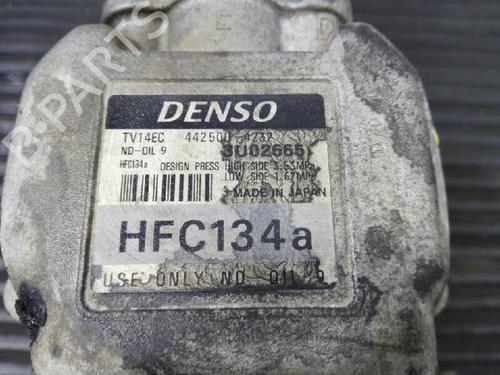 E
DENSO
TV14EC 442500-4232
ND-OIL 9 3U02665
HFC134a DESIGN PRESS HIGH SIDE 3.53MPa
LOW SIDE 1.67MPa
MADE IN JAPAN
HFC134a
USE ONLY ND-OIL 9
B-PARTS